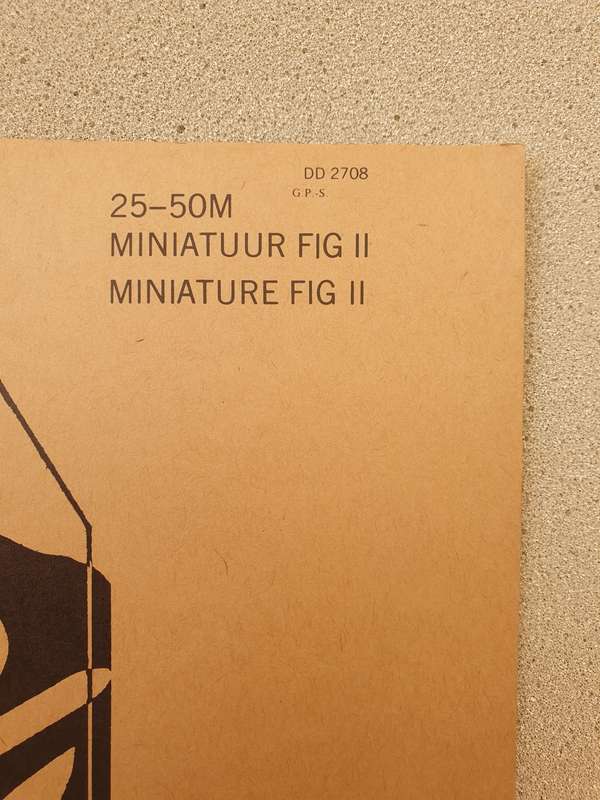 DD 2708
G.P.-S.
25–50M
MINIATUUR FIG II
MINIATURE FIG II